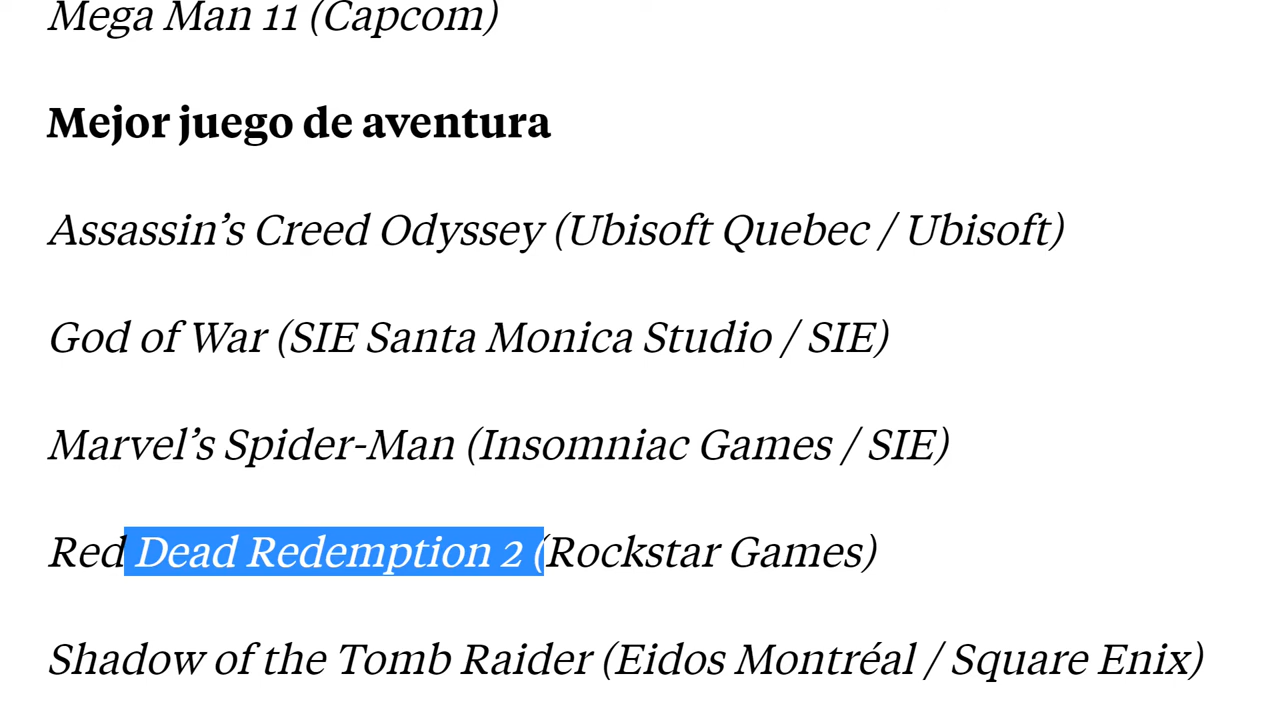 Mega Man 11 (Capcom)
Mejor juego de aventura
Assassin’s Creed Odyssey (Ubisoft Quebec / Ubisoft)
God of War (SIE Santa Monica Studio / SIE)
Marvel’s Spider-Man (Insomniac Games / SIE)
Red Dead Redemption 2 (Rockstar Games)
Shadow of the Tomb Raider (Eidos Montréal / Square Enix)